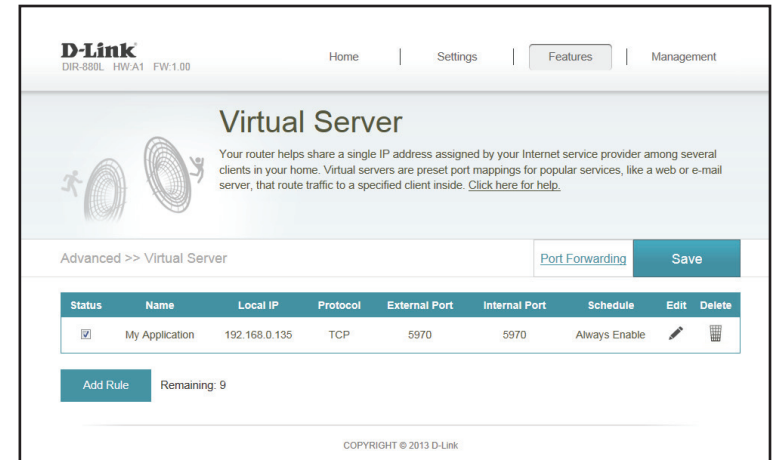 D-Link
DIR-880L HW:A1 FW:1.00
Home
Settings
Features
Management
Virtual Server
Your router helps share a single IP address assigned by your Internet service provider among several
clients in your home. Virtual servers are preset port mappings for popular services, like a web or e-mail
server, that route traffic to a specified client inside. Click here for help.
Advanced >> Virtual Server
Port Forwarding
Save
Status Name Local IP Protocol External Port Internal Port Schedule Edit Delete
My Application 192.168.0.135 TCP 5970 5970 Always Enable
Add Rule
Remaining: 9
COPYRIGHT © 2013 D-Link